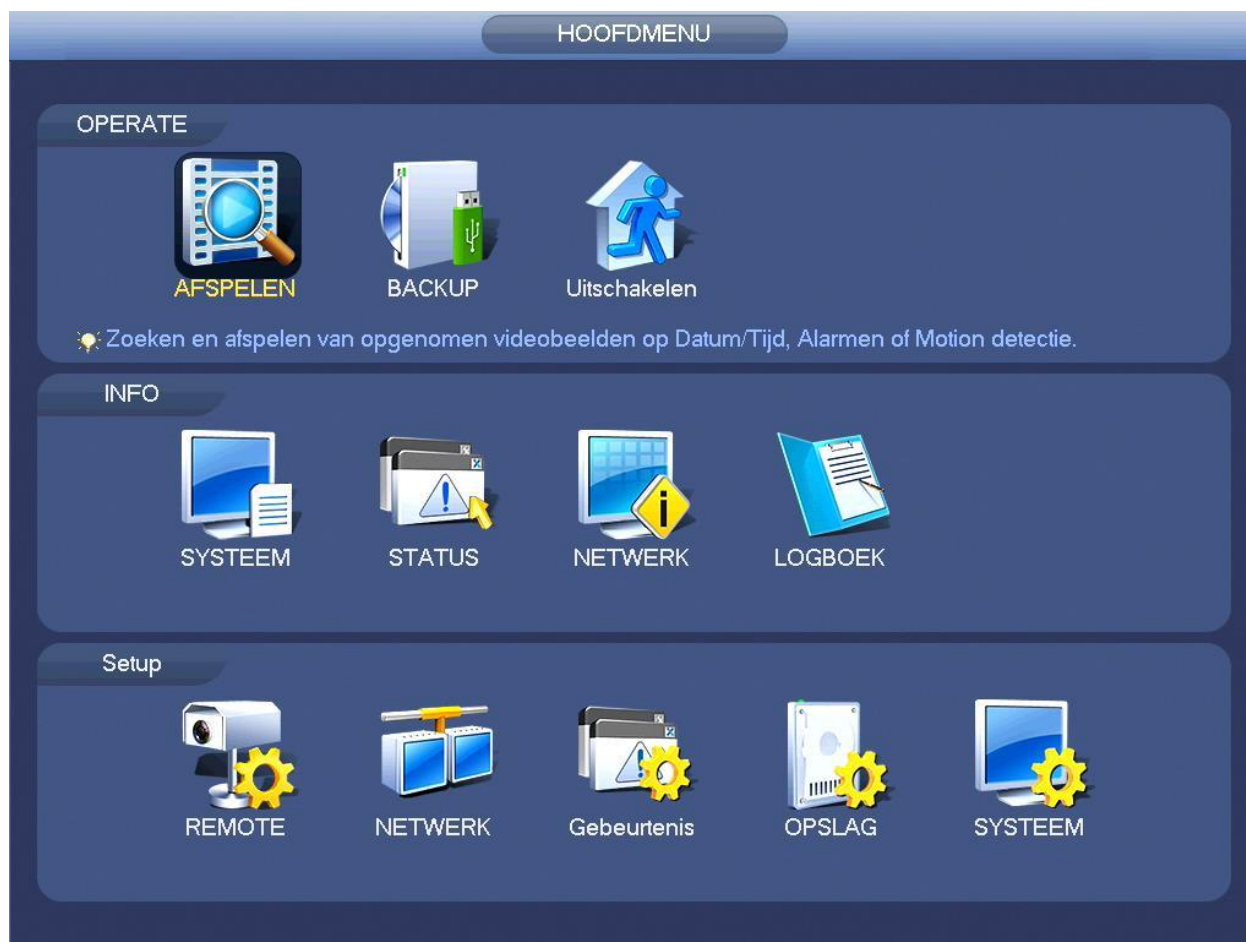 HOOFDMENU
OPERATE
AFSPELEN BACKUP Uitschakelen
Zoeken en afspelen van opgenomen videobeelden op Datum/Tijd, Alarmen of Motion detectie.
INFO
SYSTEEM STATUS NETWERK LOGBOEK
Setup
REMOTE NETWERK Gebeurtenis OPSLAG SYSTEEM